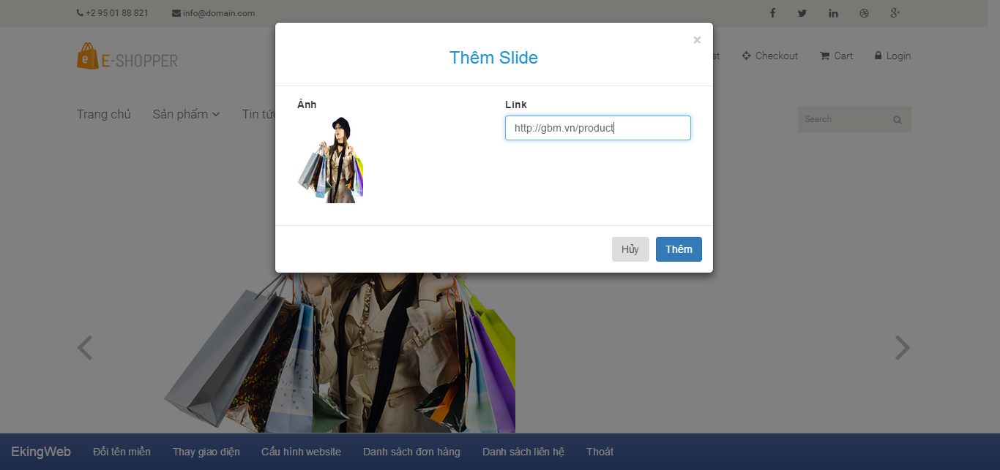 +2 95 01 88 821 info@domain.com
Thêm Slide ×
E-SHOPPER
st Checkout Cart Login
Ảnh Link
Trang chủ Sản phẩm Tin tức Search
http://gbm.vn/product
Hủy Thêm
EkingWeb Đổi tên miền Thay giao diện Cấu hình website Danh sách đơn hàng Danh sách liên hệ Thoát